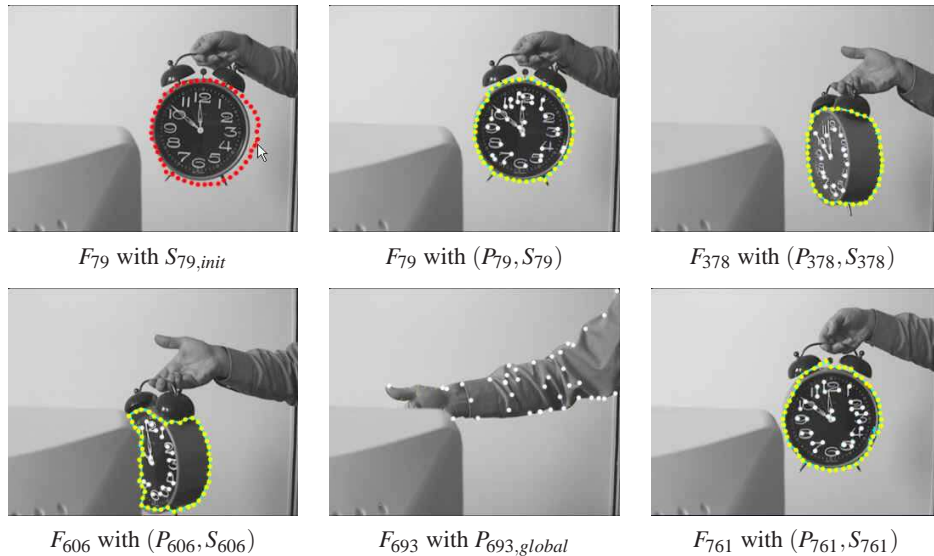 F79 with S79,init
F79 with (P79, S79)
F378 with (P378, S378)
F606 with (P606, S606)
F693 with P693,global
F761 with (P761, S761)